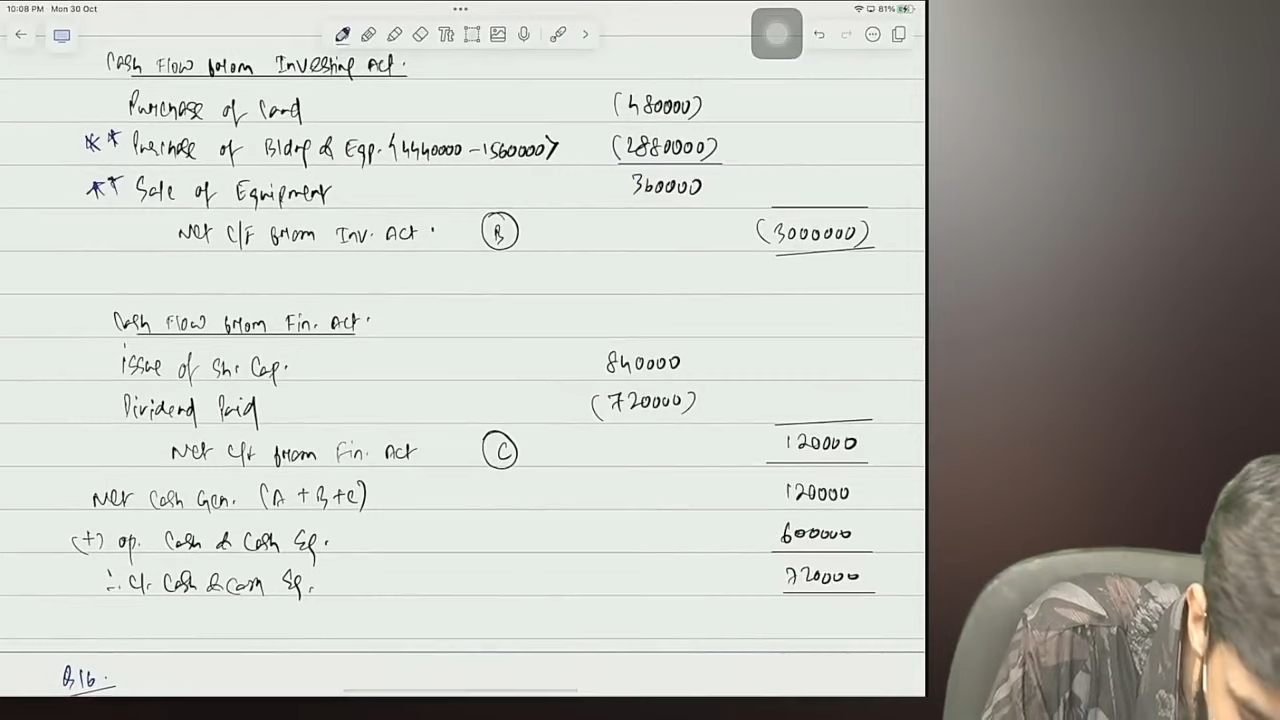 10:08 PM Mon 30 Oct
81%
Cash Flow from Investing Act.
Purchase of land (480000)
** Purchase of Bldng & Eqp. {4440000 - 1560000} (2880000)
** Sale of Equipment 360000
Net C/F from Inv. Act. B (3000000)
Cash Flow from Fin. Act.
issue of Sh. Cap. 840000
Dividend Paid (720000)
Net C/F from Fin. Act C 120000
Net Cash Gen. (A + B + C) 120000
(+) op. Cash & Cash Eq. 600000
∴ Cl. Cash & Cash Eq. 720000
B16.